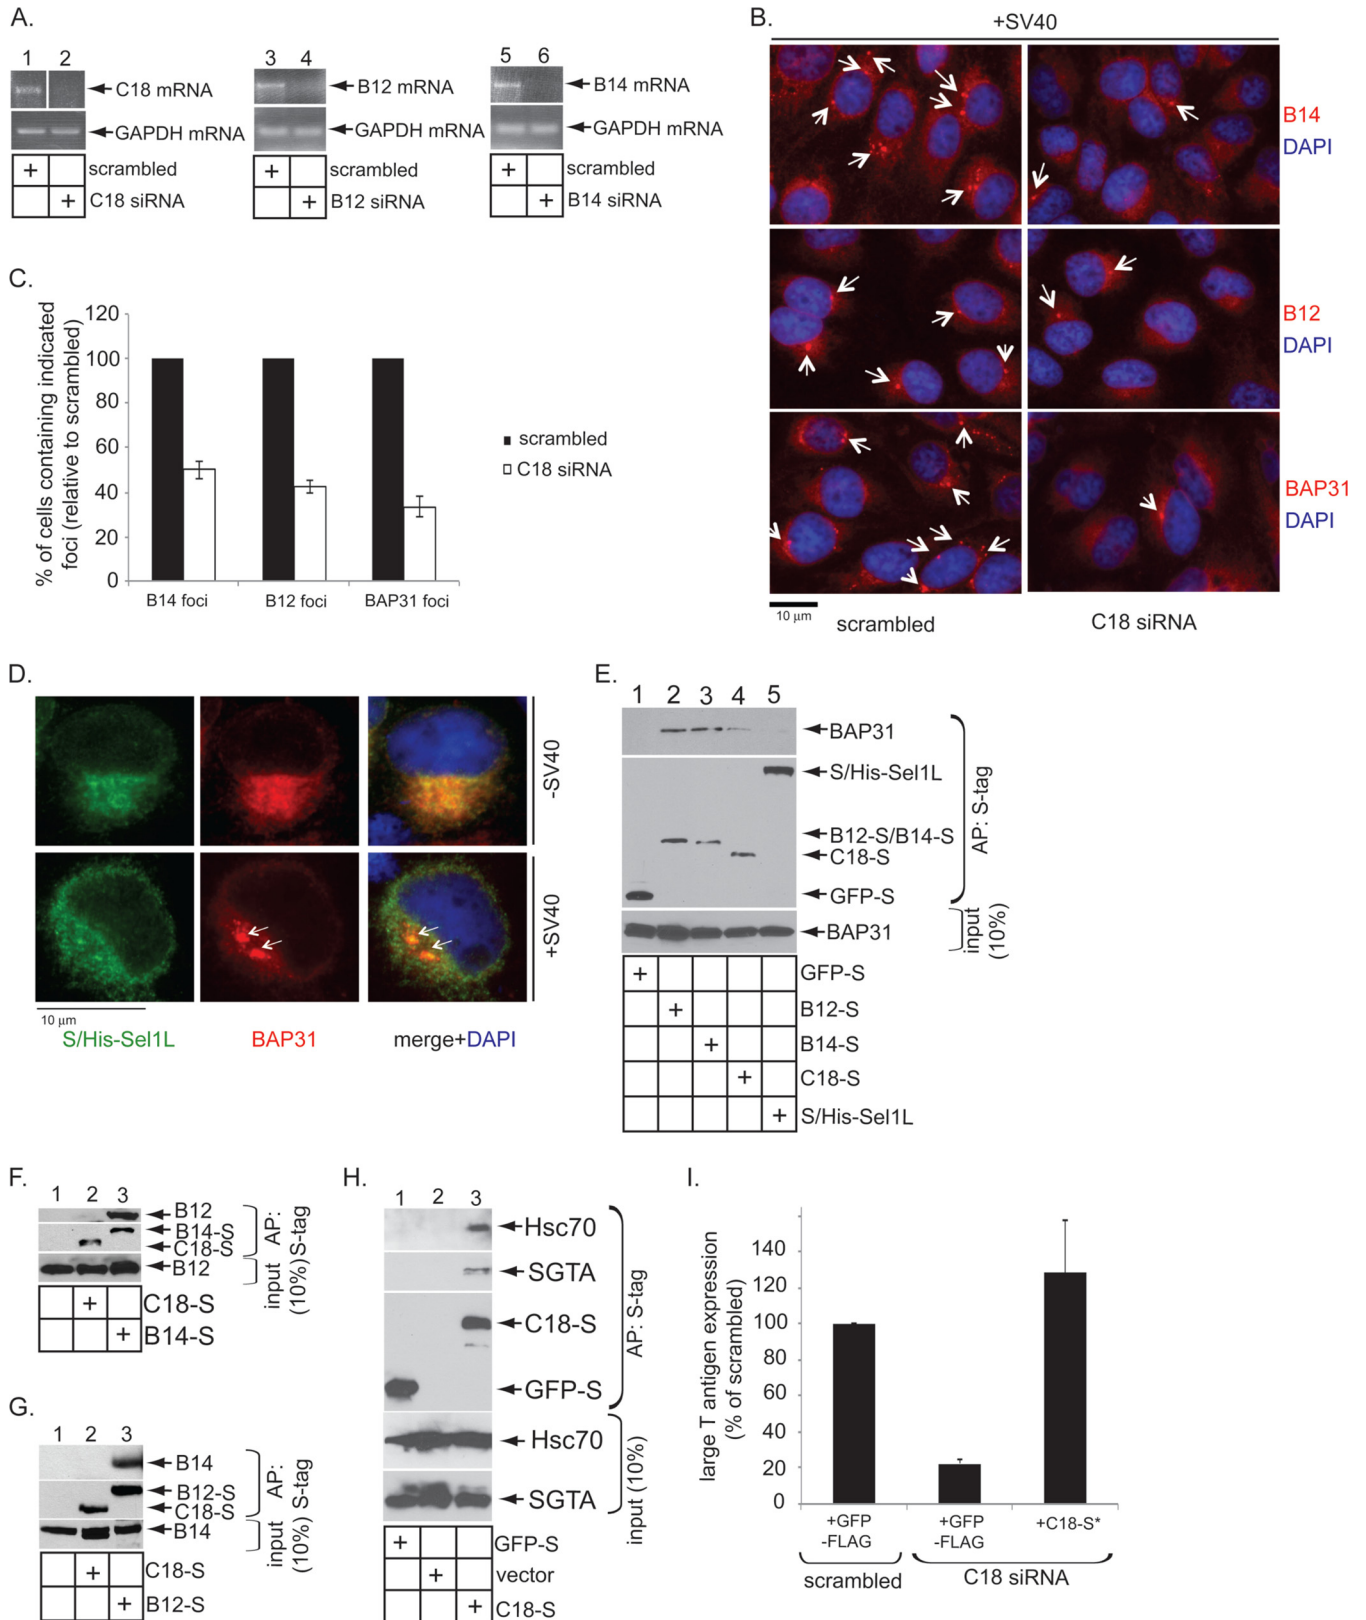 A.
1 2
C18 mRNA
GAPDH mRNA
+ scrambled
+ C18 siRNA
3 4
B12 mRNA
GAPDH mRNA
+ scrambled
+ B12 siRNA
5 6
B14 mRNA
GAPDH mRNA
+ scrambled
+ B14 siRNA
B.
+SV40
B14
DAPI
B12
DAPI
BAP31
DAPI
10 µm
scrambled
C18 siRNA
C.
% of cells containing indicated
foci (relative to scrambled)
120
100
80
60
40
20
0
B14 foci
B12 foci
BAP31 foci
scrambled
C18 siRNA
D.
-SV40
+SV40
10 µm
S/His-Sel1L
BAP31
merge+DAPI
E.
1 2 3 4 5
BAP31
S/His-Sel1L
B12-S/B14-S
C18-S
GFP-S
AP: S-tag
BAP31
input
(10%)
+ GFP-S
+ B12-S
+ B14-S
+ C18-S
+ S/His-Sel1L
F.
1 2 3
B12
B14-S
C18-S
AP:
S-tag
B12
input
(10%)
+ C18-S
+ B14-S
G.
1 2 3
B14
B12-S
C18-S
AP:
S-tag
B14
input
(10%)
+ C18-S
+ B12-S
H.
1 2 3
Hsc70
SGTA
C18-S
GFP-S
AP: S-tag
Hsc70
SGTA
input (10%)
+ GFP-S
+ vector
+ C18-S
I.
large T antigen expression
(% of scrambled)
140
120
100
80
60
40
20
0
+GFP
-FLAG
+GFP
-FLAG
+C18-S*
scrambled
C18 siRNA